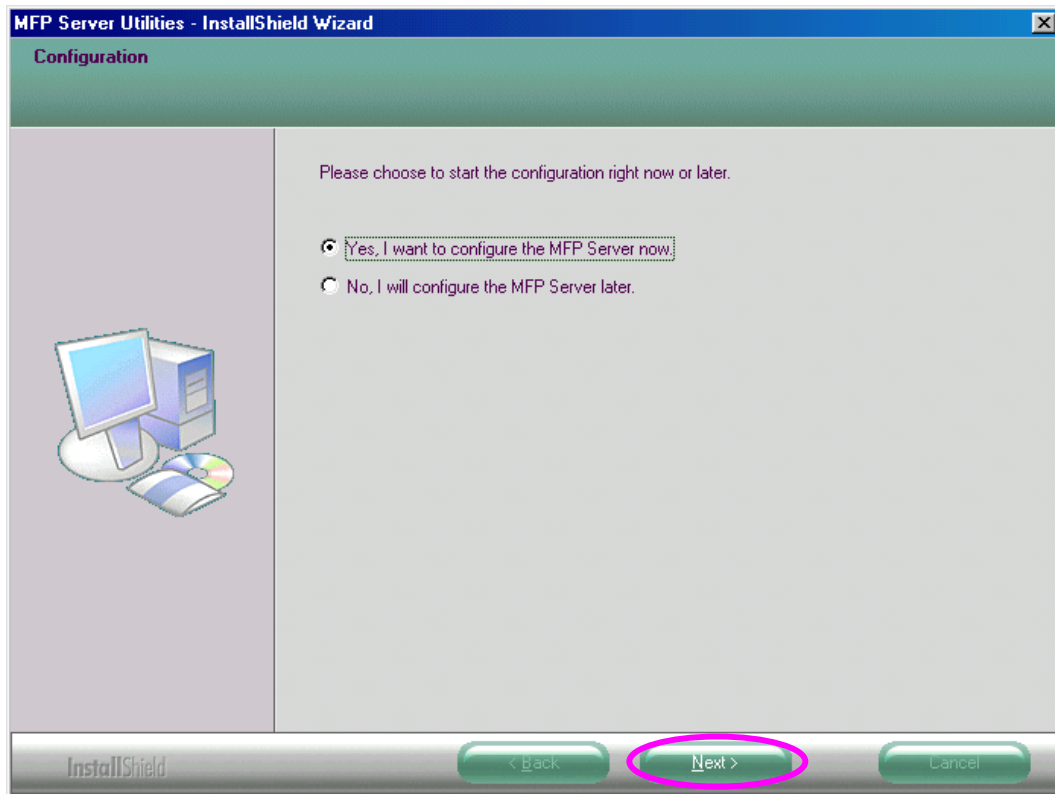 MFP Server Utilities - InstallShield Wizard
Configuration
Please choose to start the configuration right now or later.
Yes, I want to configure the MFP Server now.
No, I will configure the MFP Server later.
InstallShield
< Back
Next >
Cancel